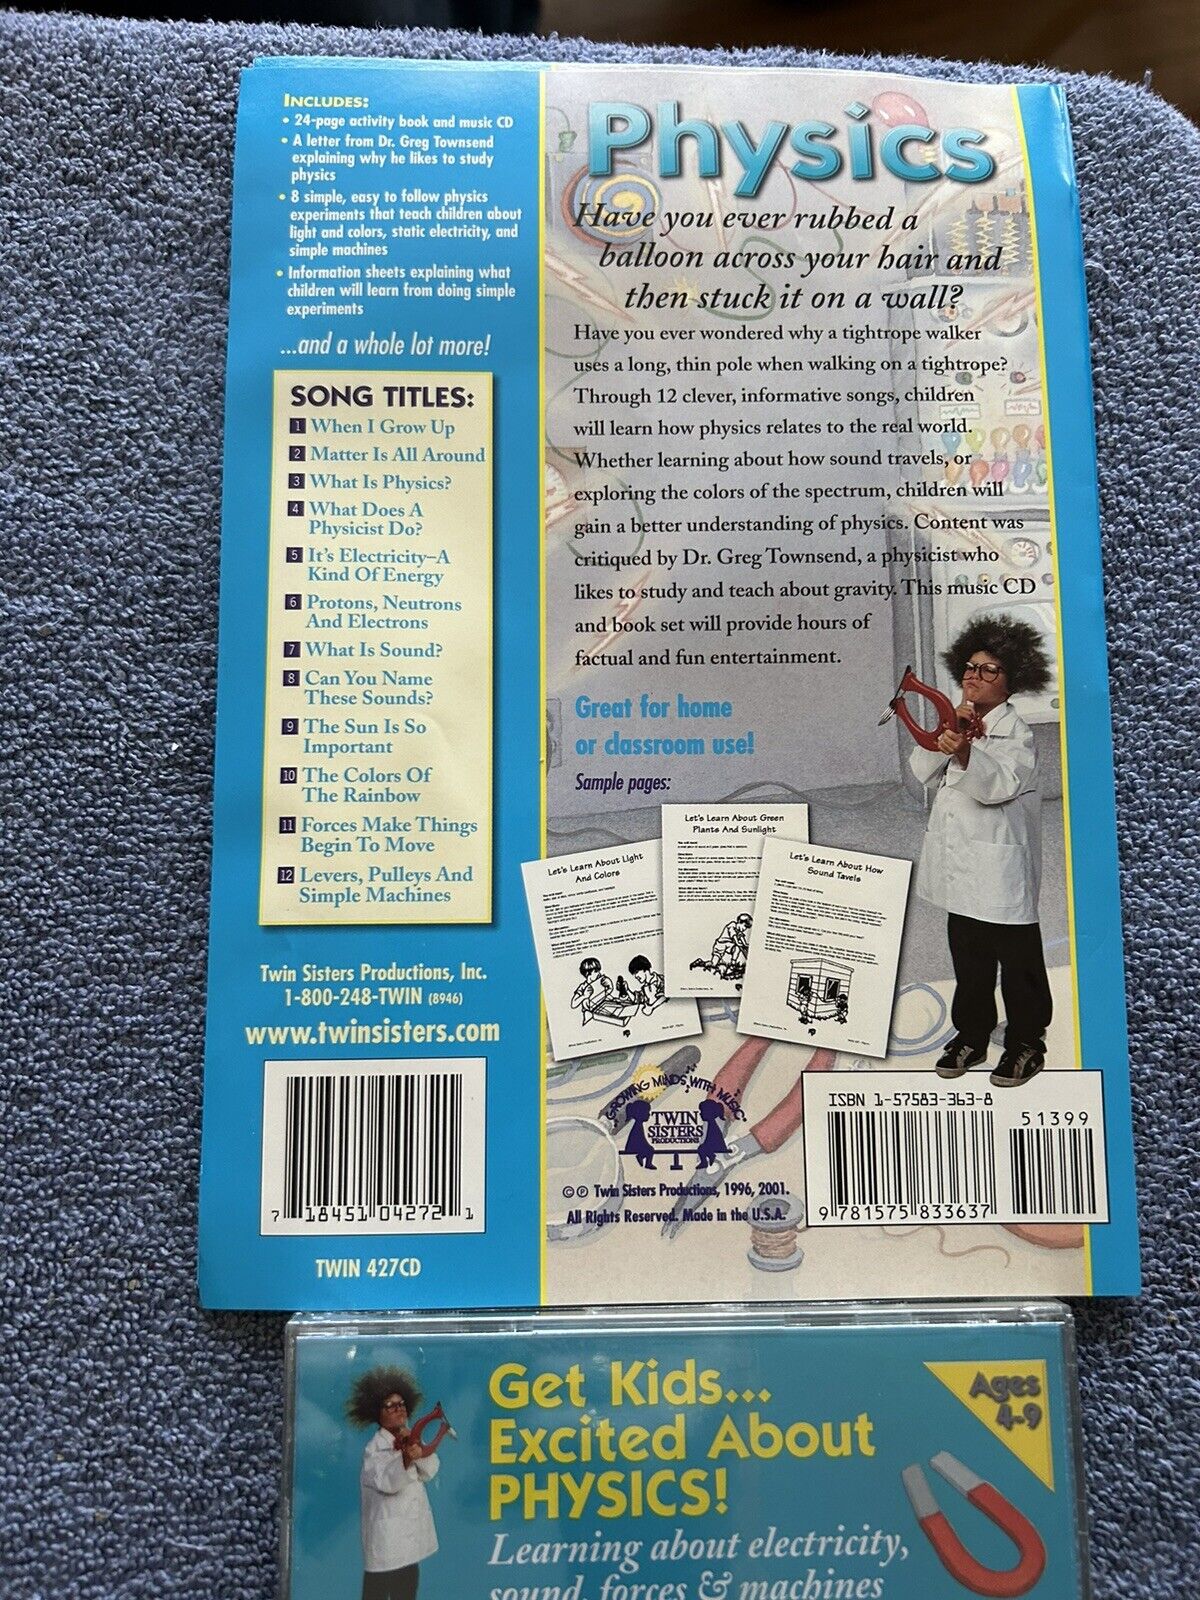 INCLUDES:
• 24-page activity book and music CD
• A letter from Dr. Greg Townsend
explaining why he likes to study
physics
• 8 simple, easy to follow physics
experiments that teach children about
light and colors, static electricity, and
simple machines
• Information sheets explaining what
children will learn from doing simple
experiments
...and a whole lot more!
SONG TITLES:
1 When I Grow Up
2 Matter Is All Around
3 What Is Physics?
4 What Does A
Physicist Do?
5 It's Electricity–A
Kind Of Energy
6 Protons, Neutrons
And Electrons
7 What Is Sound?
8 Can You Name
These Sounds?
9 The Sun Is So
Important
10 The Colors Of
The Rainbow
11 Forces Make Things
Begin To Move
12 Levers, Pulleys And
Simple Machines
Twin Sisters Productions, Inc.
1-800-248-TWIN (8946)
www.twinsisters.com
7 18451 04272 1
TWIN 427CD
Physics
Have you ever rubbed a
balloon across your hair and
then stuck it on a wall?
Have you ever wondered why a tightrope walker
uses a long, thin pole when walking on a tightrope?
Through 12 clever, informative songs, children
will learn how physics relates to the real world.
Whether learning about how sound travels, or
exploring the colors of the spectrum, children will
gain a better understanding of physics. Content was
critiqued by Dr. Greg Townsend, a physicist who
likes to study and teach about gravity. This music CD
and book set will provide hours of
factual and fun entertainment.
Great for home
or classroom use!
Sample pages:
Let's Learn About Light
And Colors
Let's Learn About Green
Plants And Sunlight
Let's Learn About How
Sound Tavels
GROWING MINDS WITH MUSIC
TWIN
SISTERS
PRODUCTIONS
© ℗ Twin Sisters Productions, 1996, 2001.
All Rights Reserved. Made in the U.S.A.
ISBN 1-57583-363-8
51399
9 781575 833637
Get Kids...
Excited About
PHYSICS!
Ages
4-9
Learning about electricity,
sound, forces & machines